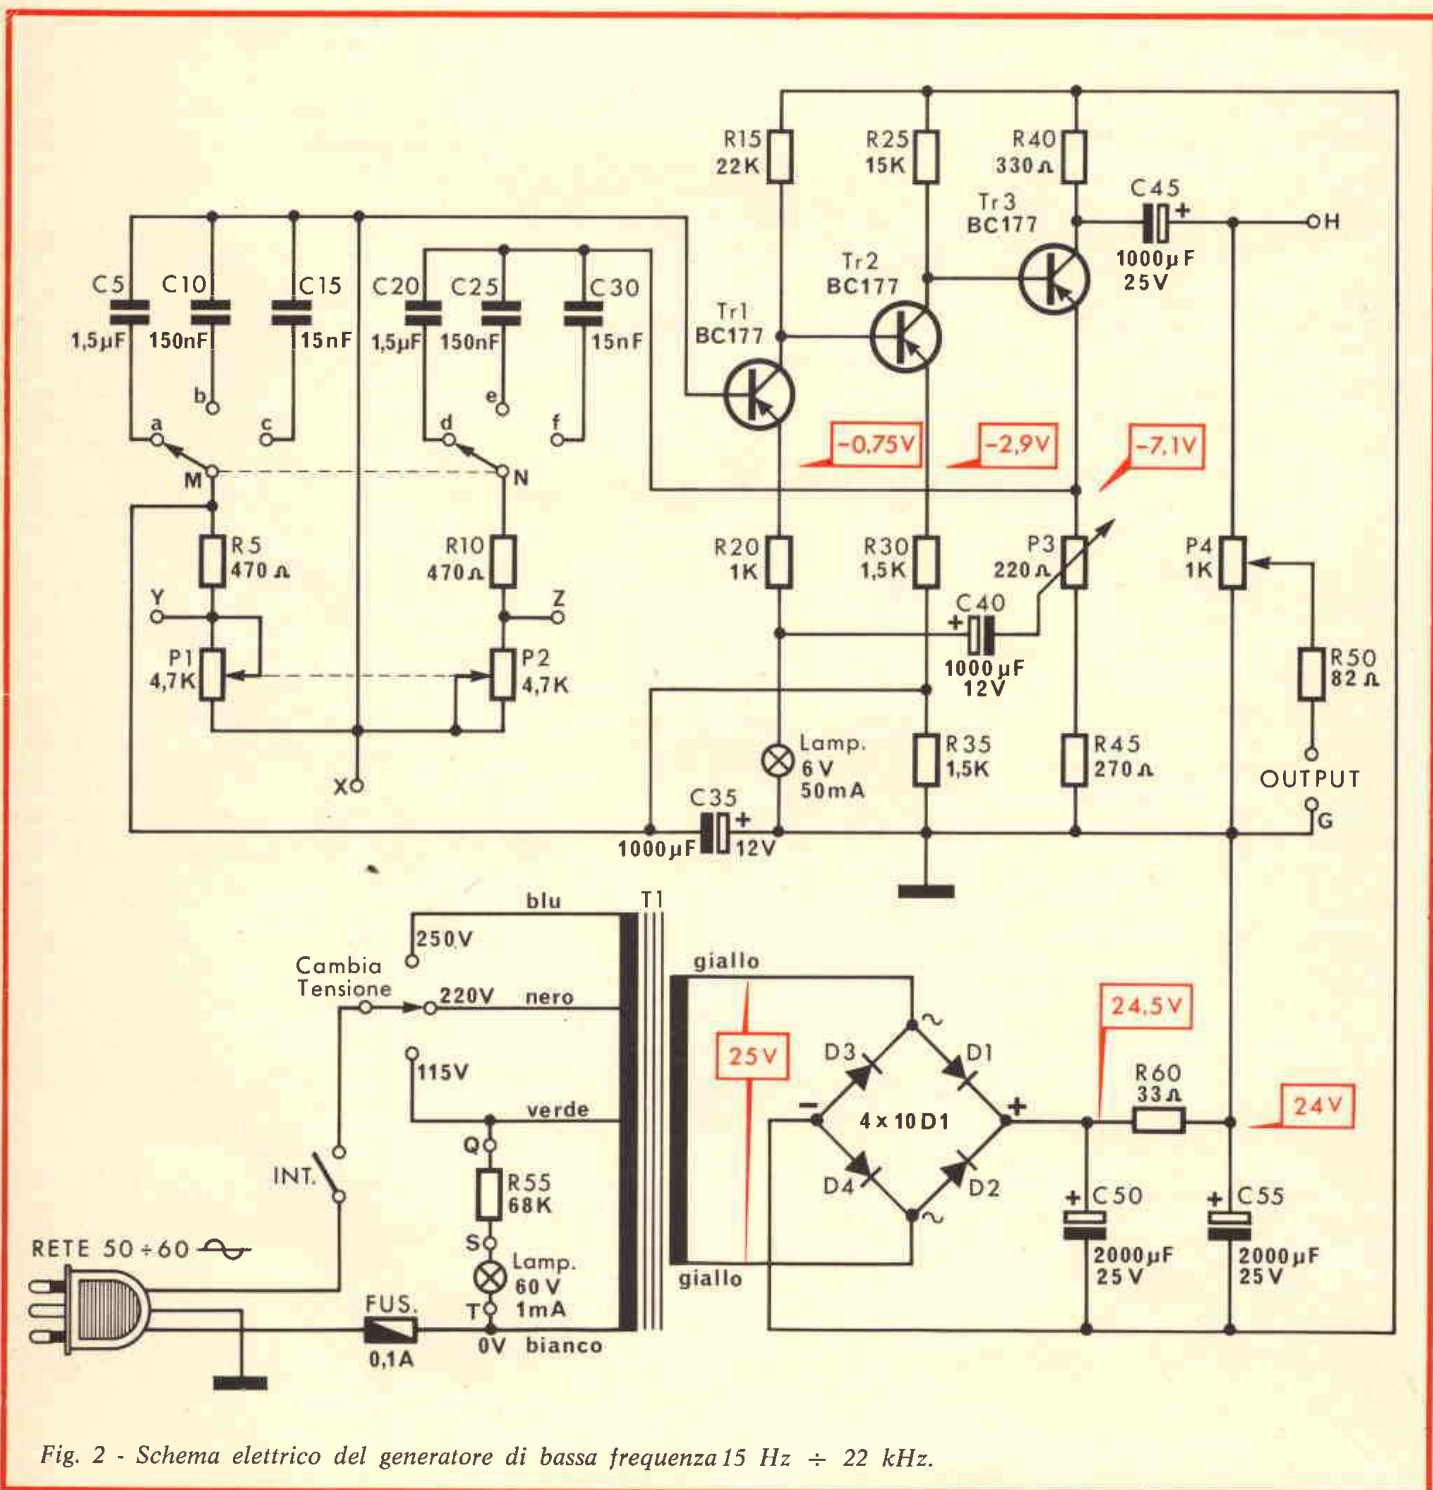 R15
22K
R25
15K
R40
330Ω
C45
+
1000µF
25V
H
Tr3
BC177
Tr2
BC177
Tr1
BC177
C5
1,5µF
C10
150nF
C15
15nF
C20
1,5µF
C25
150nF
C30
15nF
a
b
c
d
e
f
M
N
-0,75V
-2,9V
-7,1V
R5
470Ω
R10
470Ω
Y
Z
P1
4,7K
P2
4,7K
X
R20
1K
R30
1,5K
P3
220Ω
P4
1K
C40
+
1000µF
12V
R50
82Ω
Lamp.
6V
50mA
R35
1,5K
R45
270Ω
OUTPUT
G
C35
+
1000µF
12V
blu
T1
250V
Cambia
Tensione
220V
nero
115V
verde
Q
R55
68K
S
Lamp.
60V
1mA
T
0V
bianco
INT.
RETE 50÷60
FUS.
0,1A
giallo
25V
giallo
~
D3
D1
-
4 x 10D1
+
D4
D2
~
24,5V
R60
33Ω
24V
+ C50
2000µF
25V
+ C55
2000µF
25V
Fig. 2 - Schema elettrico del generatore di bassa frequenza 15 Hz ÷ 22 kHz.